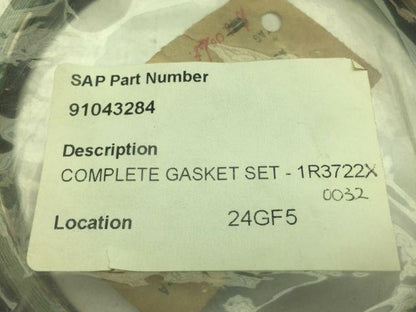 SAP Part Number
91043284
Description
COMPLETE GASKET SET - 1R3722X
0032
Location 24GF5